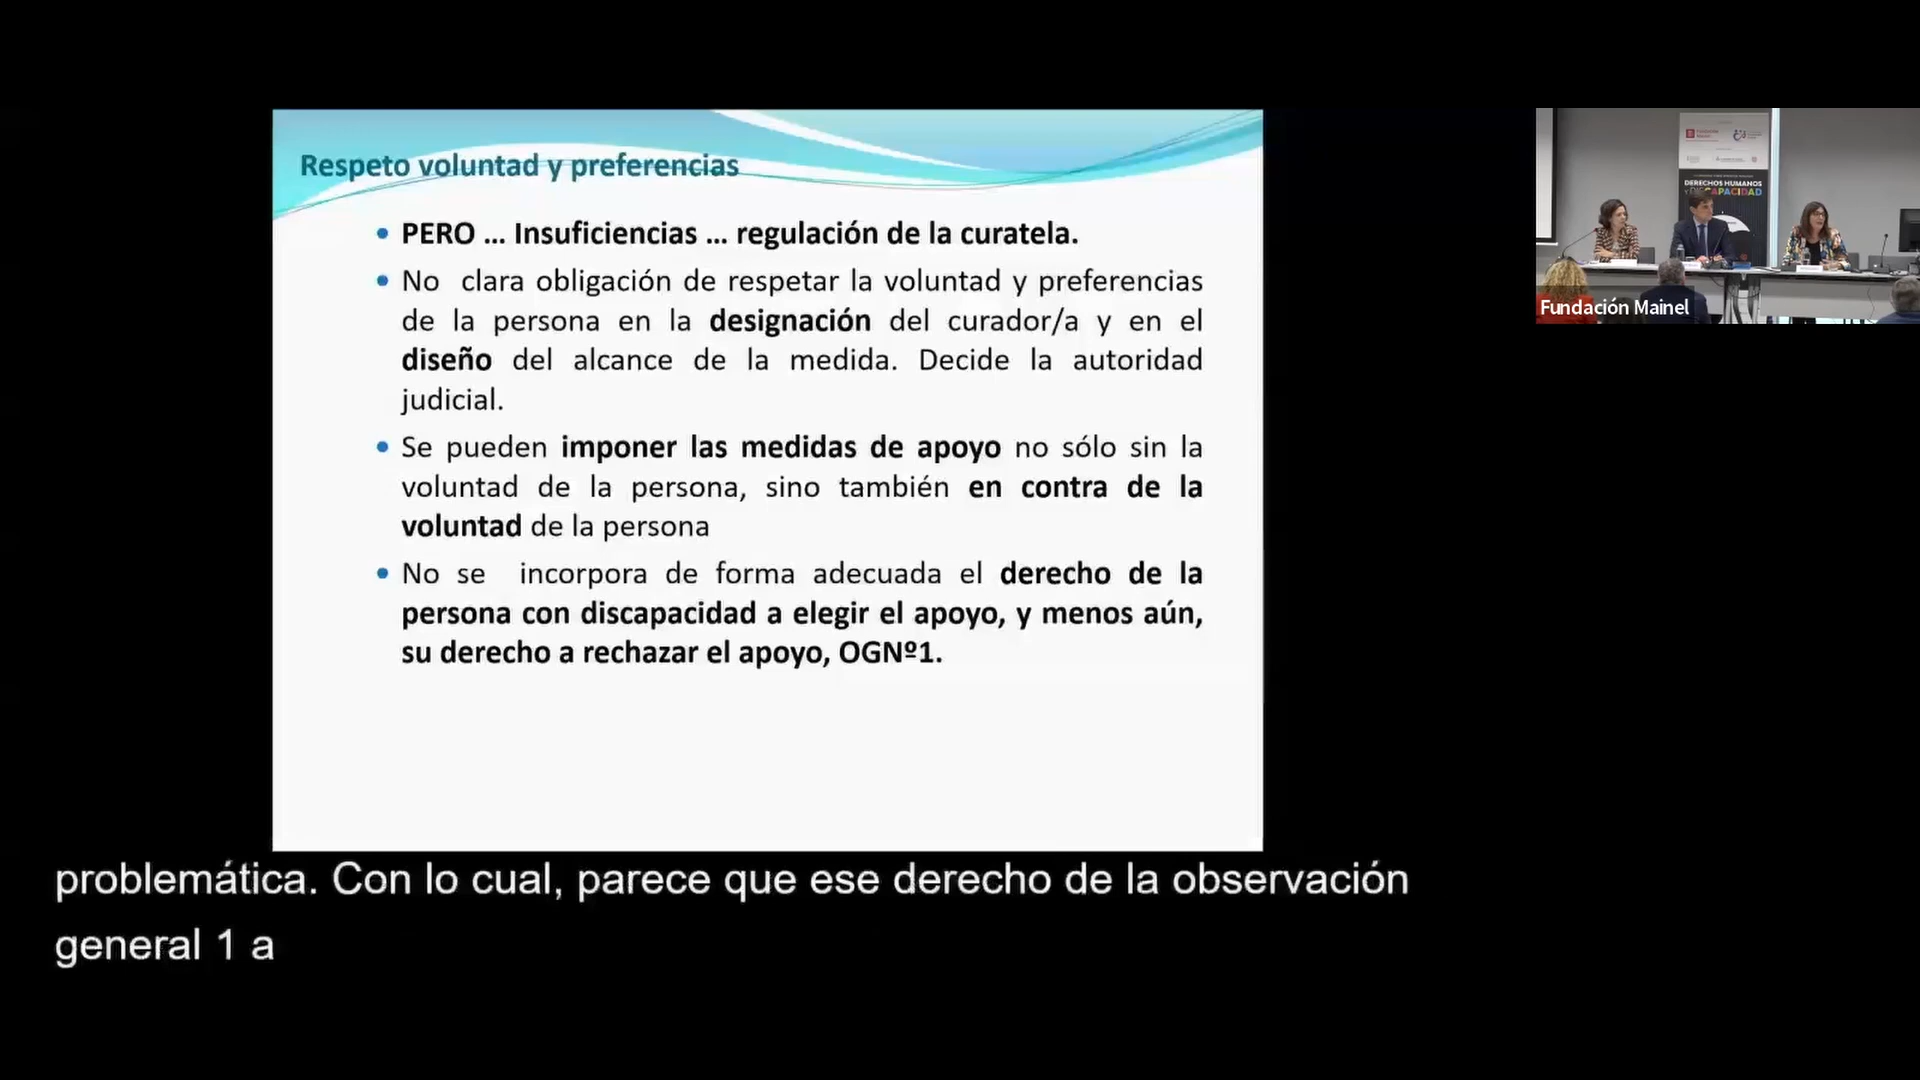 Respeto voluntad y preferencias
• PERO ... Insuficiencias ... regulación de la curatela.
• No clara obligación de respetar la voluntad y preferencias
de la persona en la designación del curador/a y en el
diseño del alcance de la medida. Decide la autoridad
judicial.
• Se pueden imponer las medidas de apoyo no sólo sin la
voluntad de la persona, sino también en contra de la
voluntad de la persona
• No se incorpora de forma adecuada el derecho de la
persona con discapacidad a elegir el apoyo, y menos aún,
su derecho a rechazar el apoyo, OGNº1.
DERECHOS HUMANOS
Y DISCAPACIDAD
Fundación Mainel
problemática. Con lo cual, parece que ese derecho de la observación
general 1 a